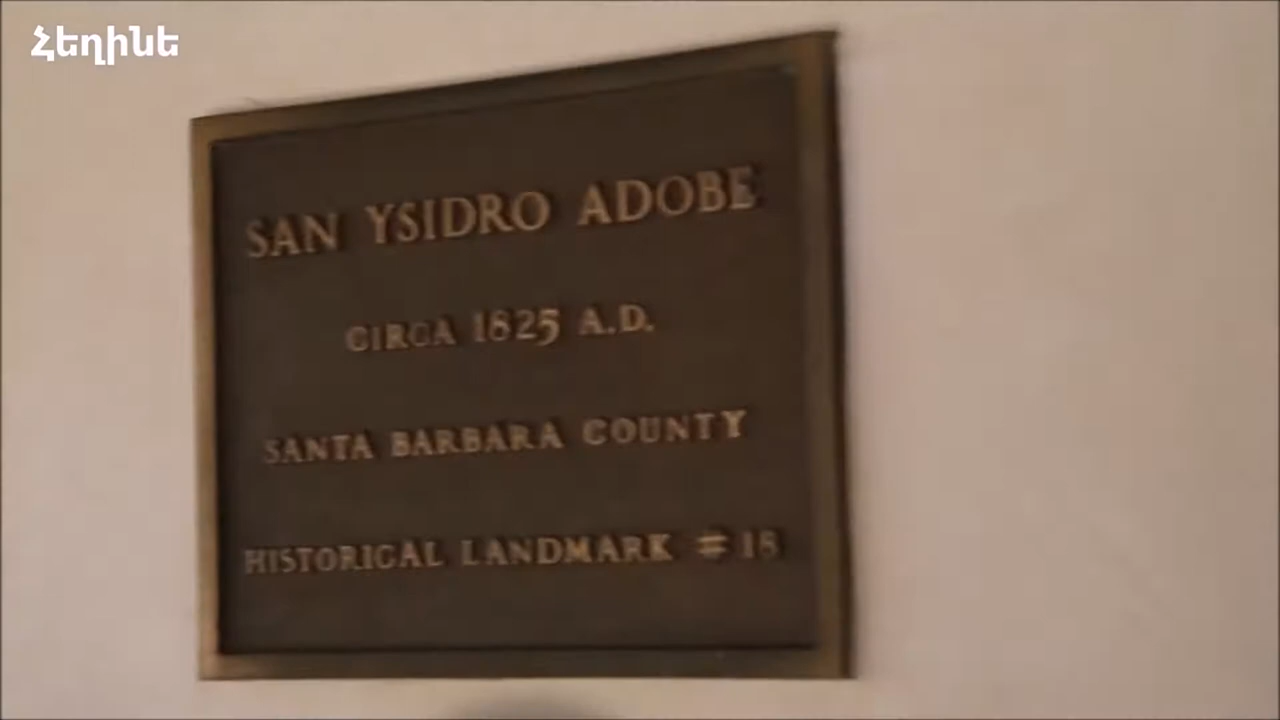 Հեղինե
SAN YSIDRO ADOBE
CIRCA 1825 A.D.
SANTA BARBARA COUNTY
HISTORICAL LANDMARK #18